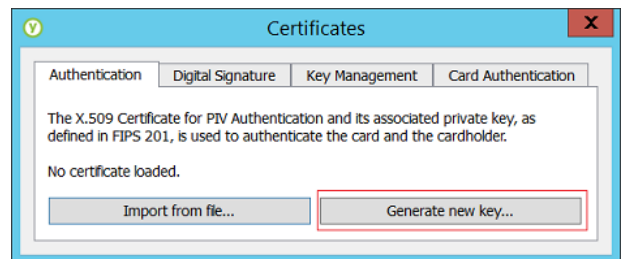 y
Certificates
X
Authentication Digital Signature Key Management Card Authentication
The X.509 Certificate for PIV Authentication and its associated private key, as
defined in FIPS 201, is used to authenticate the card and the cardholder.
No certificate loaded.
Import from file... Generate new key...